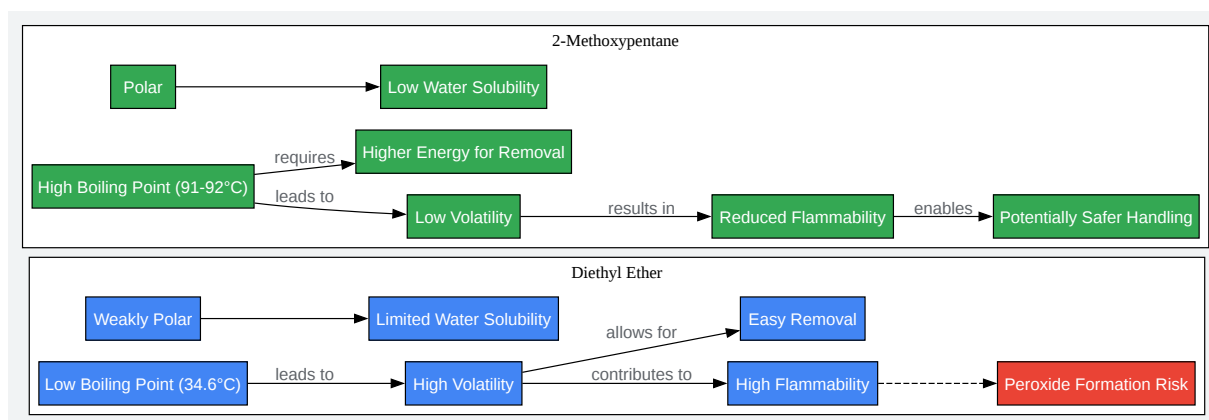 2-Methoxypentane
Polar
Low Water Solubility
requires
Higher Energy for Removal
High Boiling Point (91-92°C)
leads to
Low Volatility
results in
Reduced Flammability
enables
Potentially Safer Handling
Diethyl Ether
Weakly Polar
Limited Water Solubility
allows for
Easy Removal
Low Boiling Point (34.6°C)
leads to
High Volatility
contributes to
High Flammability
Peroxide Formation Risk